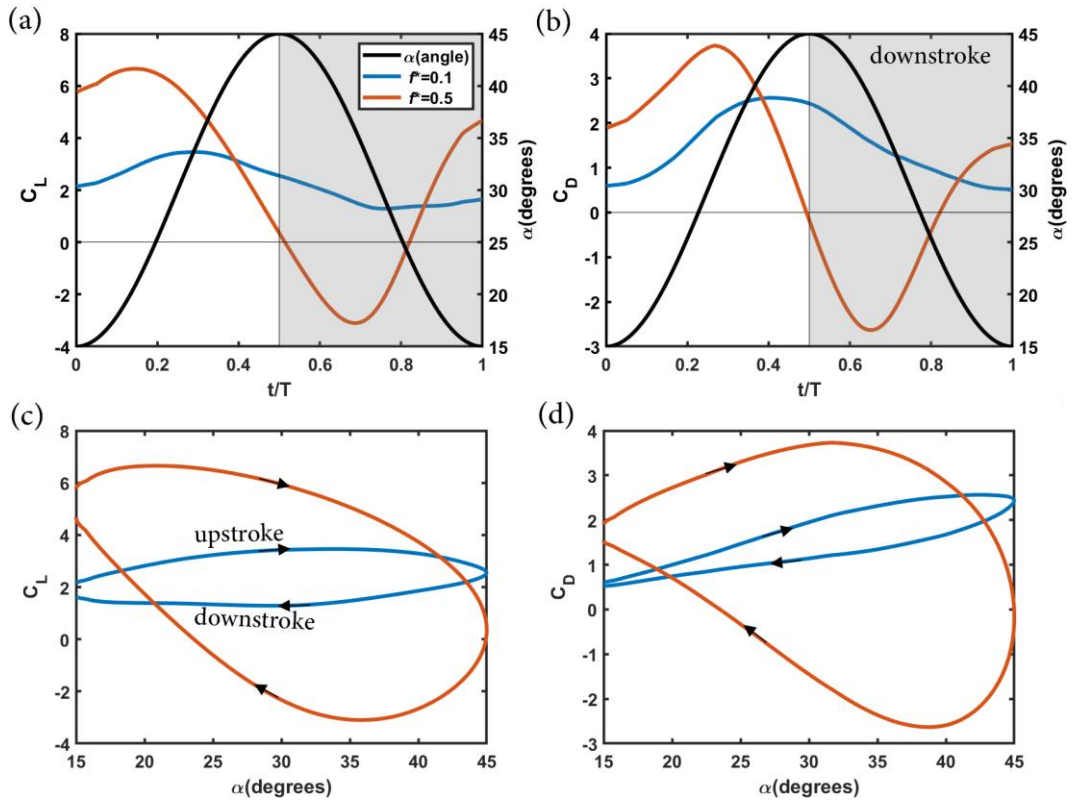 (a)
8
6
4
2
0
-2
-4
C_L
45
40
35
30
25
20
15
α(degrees)
α(angle)
f*=0.1
f*=0.5
0 0.2 0.4 0.6 0.8 1
t/T
(b)
4
3
2
1
0
-1
-2
-3
C_D
downstroke
45
40
35
30
25
20
15
α(degrees)
0 0.2 0.4 0.6 0.8 1
t/T
(c)
8
6
4
2
0
-2
-4
C_L
upstroke
downstroke
15 20 25 30 35 40 45
α(degrees)
(d)
4
3
2
1
0
-1
-2
-3
C_D
15 20 25 30 35 40 45
α(degrees)